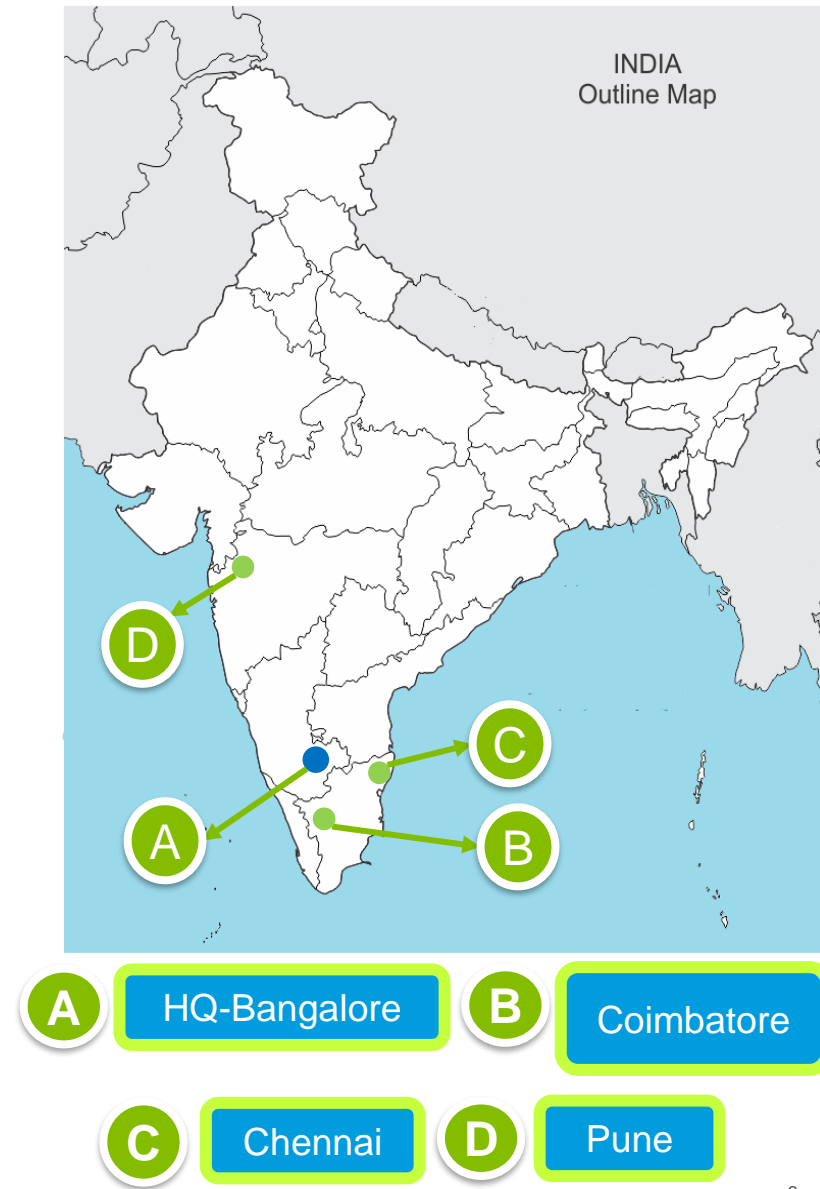 INDIA
Outline Map
D
C
A
B
A HQ-Bangalore B Coimbatore
C Chennai D Pune